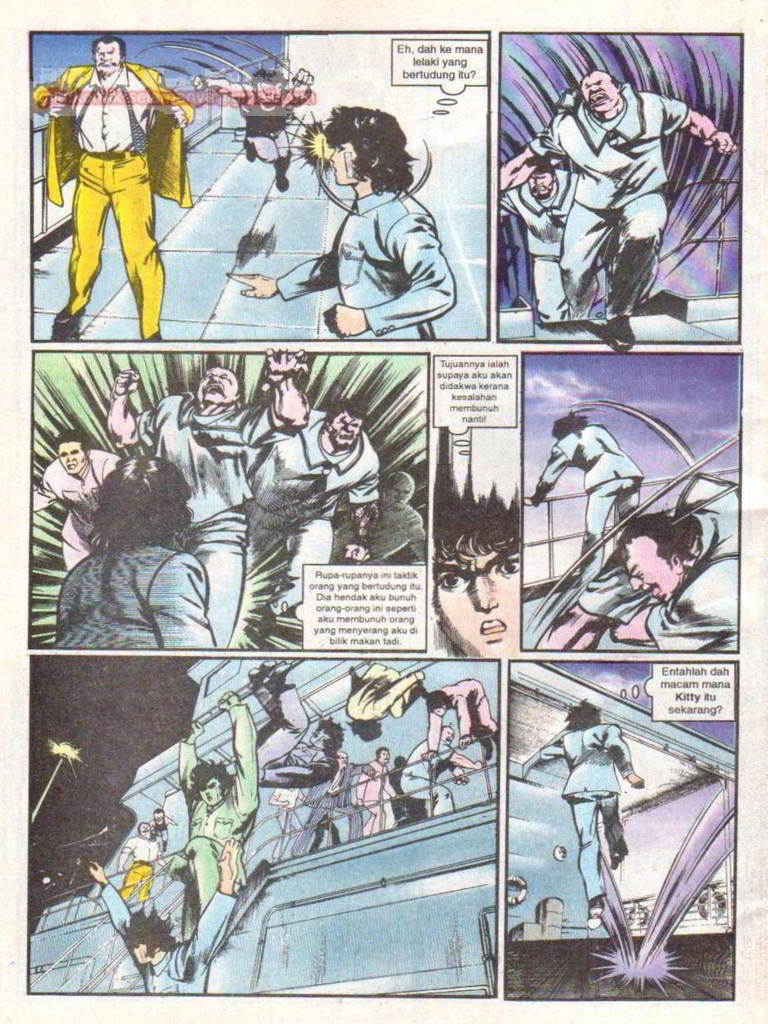 Eh, dah ke mana
lelaki yang
bertudung itu?
Tujuannya ialah
supaya aku akan
didakwa kerana
kesalahan
membunuh
nanti!
Rupa-rupanya ini taktik
orang yang bertudung itu.
Dia hendak aku bunuh
orang-orang ini seperti
aku membunuh orang
yang menyerang aku di
bilik makan tadi.
Entahlah dah
macam mana
Kitty itu
sekarang?